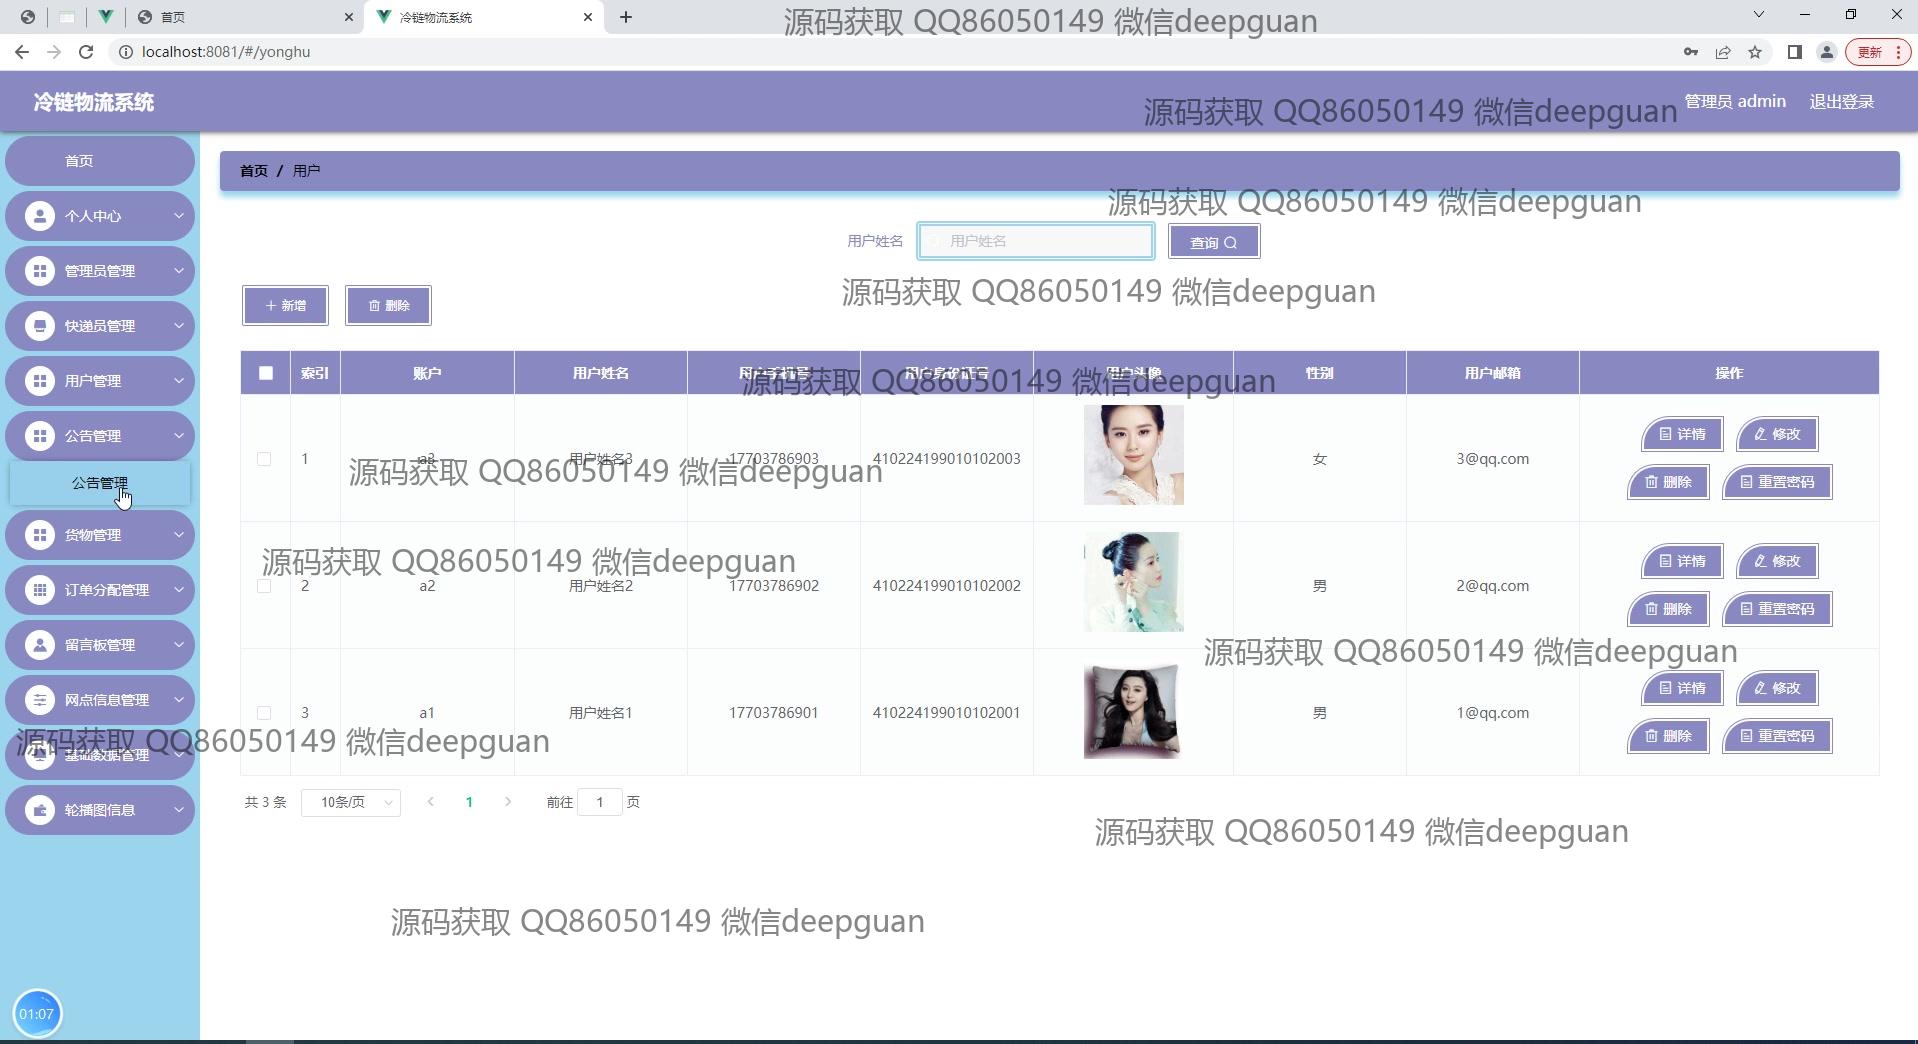 首页
冷链物流系统
源码获取 QQ86050149 微信deepguan
localhost:8081/#/yonghu
更新
冷链物流系统
源码获取 QQ86050149 微信deepguan
管理员 admin
退出登录
首页
个人中心
管理员管理
快递员管理
用户管理
公告管理
公告管理
货物管理
订单分配管理
留言板管理
网点信息管理
基础数据管理
轮播图信息
首页 / 用户
源码获取 QQ86050149 微信deepguan
用户姓名 用户姓名 查询
源码获取 QQ86050149 微信deepguan
新增 删除
索引 账户 用户姓名 用户手机号 用户身份证号 用户头像 性别 用户邮箱 操作
源码获取 QQ86050149 微信deepguan
1 a3 用户姓名3 17703786903 410224199010102003 女 3@qq.com
详情 修改
删除 重置密码
源码获取 QQ86050149 微信deepguan
源码获取 QQ86050149 微信deepguan
2 a2 用户姓名2 17703786902 410224199010102002 男 2@qq.com
详情 修改
删除 重置密码
源码获取 QQ86050149 微信deepguan
3 a1 用户姓名1 17703786901 410224199010102001 男 1@qq.com
详情 修改
删除 重置密码
源码获取 QQ86050149 微信deepguan
共 3 条 10条/页 1 前往 1 页
源码获取 QQ86050149 微信deepguan
源码获取 QQ86050149 微信deepguan
01:07